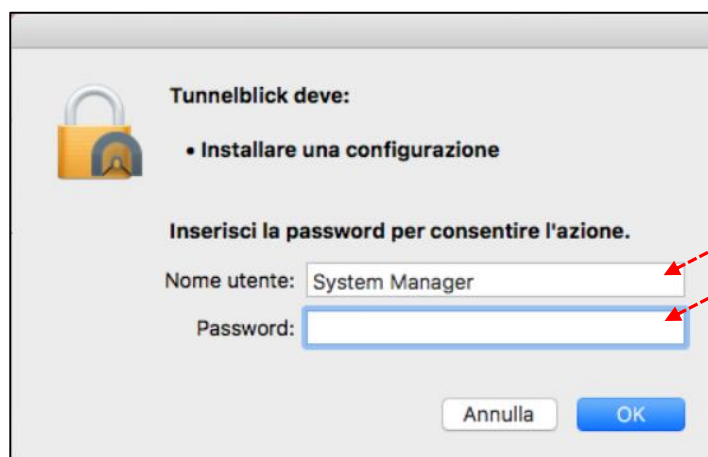 Tunnelblick deve:
• Installare una configurazione
Inserisci la password per consentire l'azione.
Nome utente: System Manager
Password:
Annulla OK